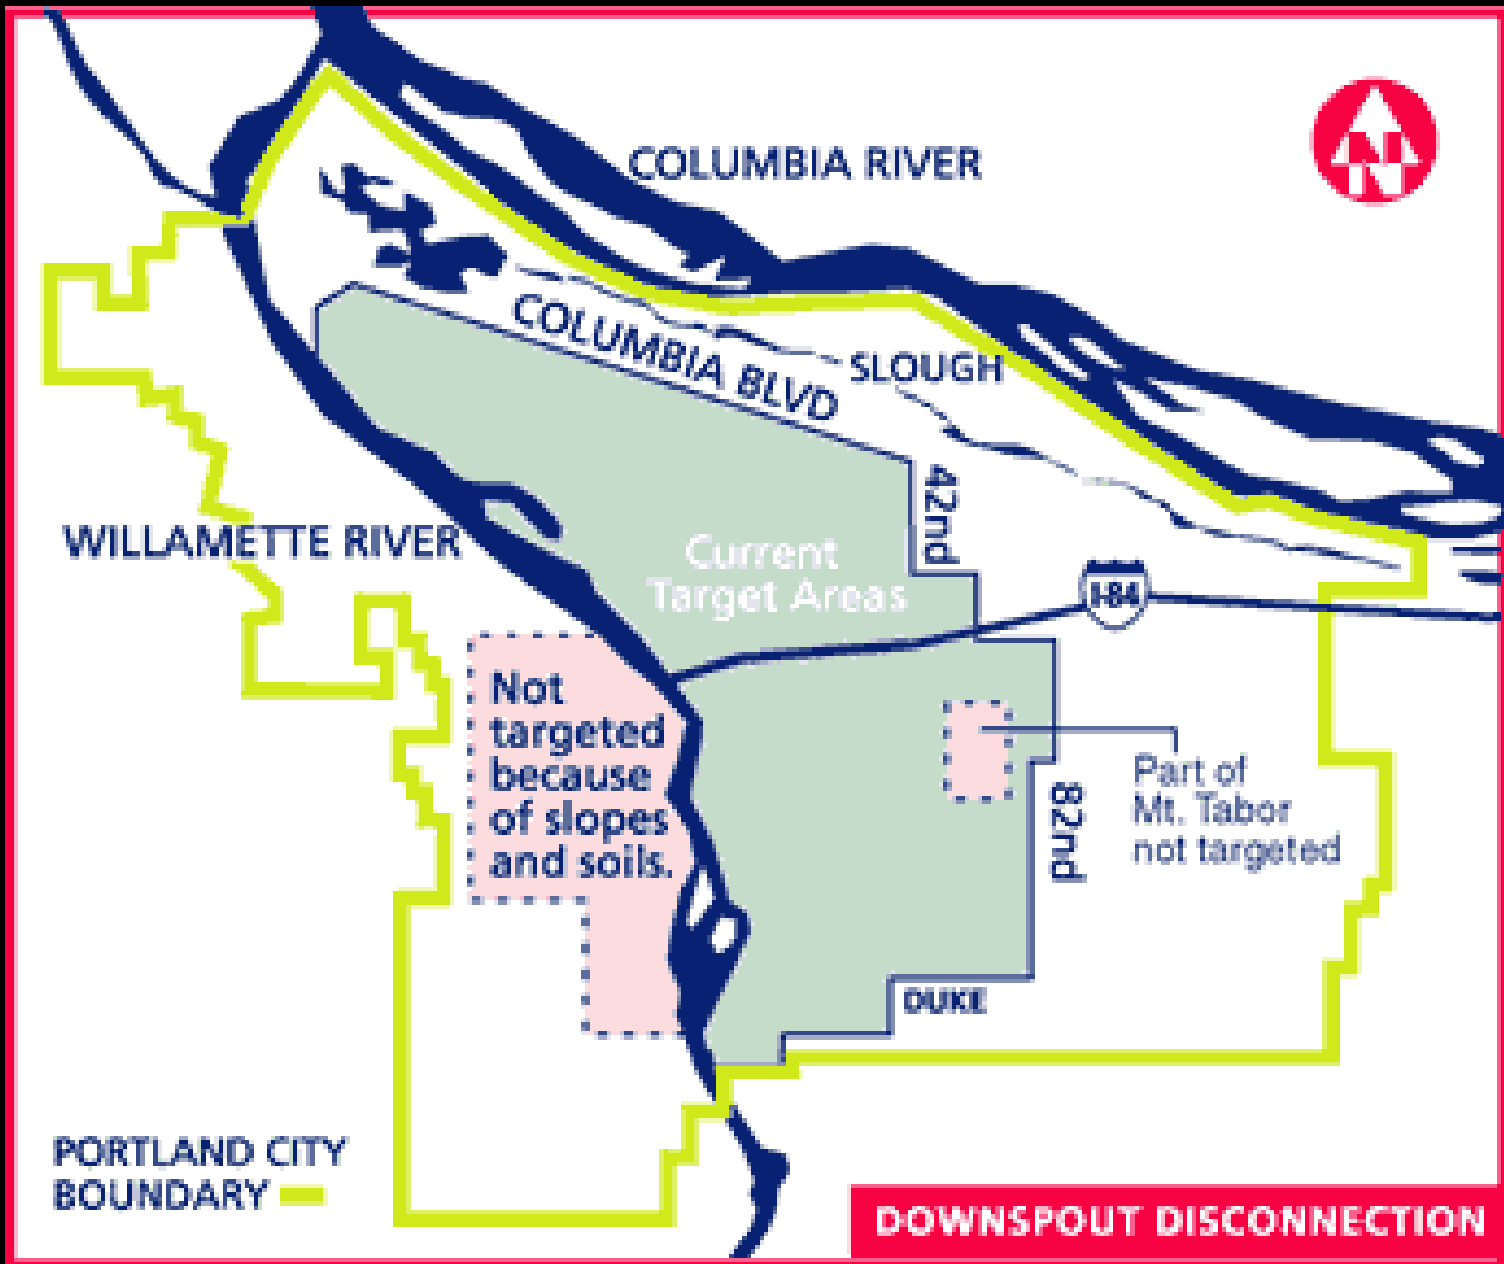 N
COLUMBIA RIVER
COLUMBIA BLVD
SLOUGH
42nd
WILLAMETTE RIVER
Current
Target Areas
I-84
Not
targeted
because
of slopes
and soils.
Part of
Mt. Tabor
not targeted
82nd
DUKE
PORTLAND CITY
BOUNDARY
DOWNSPOUT DISCONNECTION